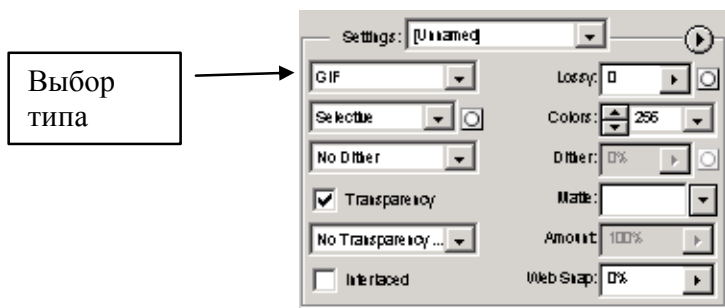 Выбор
типа
Settings: [Unnamed]
GIF Lossy: 0
Selective Colors: 256
No Dither Dither: 0%
Transparency Matte:
No Transparency ... Amount: 100%
Interlaced Web Snap: 0%